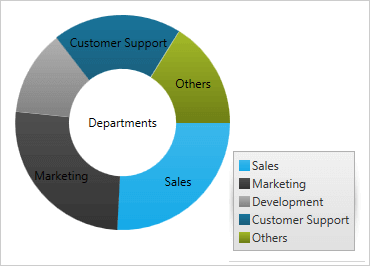 Customer Support
Others
Departments
Marketing
Sales
Sales
Marketing
Development
Customer Support
Others